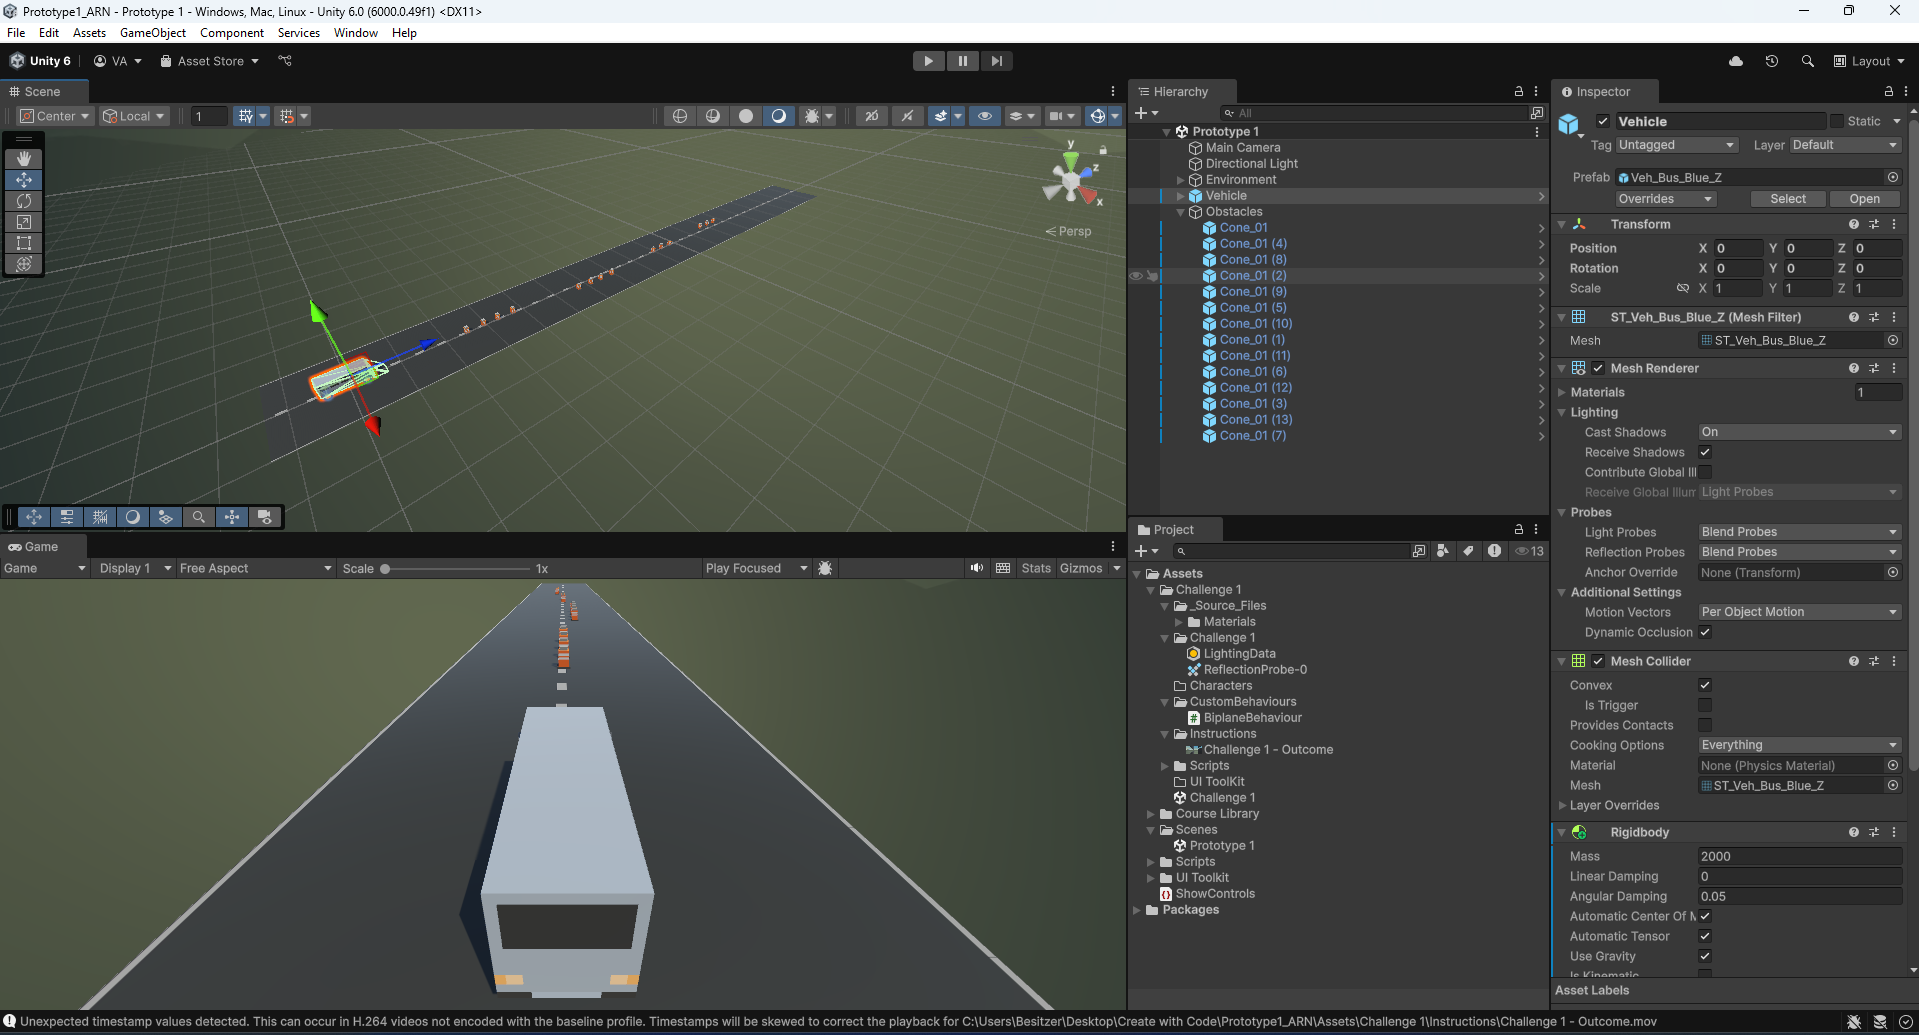 Prototype1_ARN - Prototype 1 - Windows, Mac, Linux - Unity 6.0 (6000.0.49f1) <DX11>
File Edit Assets GameObject Component Services Window Help
Unity 6 VA Asset Store Layout
Scene
Center Local 1 2D
y z x
Persp
Game
Game Display 1 Free Aspect Scale 1x Play Focused Stats Gizmos
Hierarchy
All
Prototype 1
Main Camera
Directional Light
Environment
Vehicle
Obstacles
Cone_01
Cone_01 (4)
Cone_01 (8)
Cone_01 (2)
Cone_01 (9)
Cone_01 (5)
Cone_01 (10)
Cone_01 (1)
Cone_01 (11)
Cone_01 (6)
Cone_01 (12)
Cone_01 (3)
Cone_01 (13)
Cone_01 (7)
Project
13
Assets
Challenge 1
_Source_Files
Materials
Challenge 1
LightingData
ReflectionProbe-0
Characters
CustomBehaviours
BiplaneBehaviour
Instructions
Challenge 1 - Outcome
Scripts
UI ToolKit
Challenge 1
Course Library
Scenes
Prototype 1
Scripts
UI Toolkit
ShowControls
Packages
Inspector
Vehicle Static
Tag Untagged Layer Default
Prefab Veh_Bus_Blue_Z
Overrides Select Open
Transform
Position X 0 Y 0 Z 0
Rotation X 0 Y 0 Z 0
Scale X 1 Y 1 Z 1
ST_Veh_Bus_Blue_Z (Mesh Filter)
Mesh ST_Veh_Bus_Blue_Z
Mesh Renderer
Materials 1
Lighting
Cast Shadows On
Receive Shadows
Contribute Global Ill
Receive Global Illum Light Probes
Probes
Light Probes Blend Probes
Reflection Probes Blend Probes
Anchor Override None (Transform)
Additional Settings
Motion Vectors Per Object Motion
Dynamic Occlusion
Mesh Collider
Convex
Is Trigger
Provides Contacts
Cooking Options Everything
Material None (Physics Material)
Mesh ST_Veh_Bus_Blue_Z
Layer Overrides
Rigidbody
Mass 2000
Linear Damping 0
Angular Damping 0.05
Automatic Center Of M
Automatic Tensor
Use Gravity
Is Kinematic
Asset Labels
Unexpected timestamp values detected. This can occur in H.264 videos not encoded with the baseline profile. Timestamps will be skewed to correct the playback for C:\Users\Besitzer\Desktop\Create with Code\Prototype1_ARN\Assets\Challenge 1\Instructions\Challenge 1 - Outcome.mov